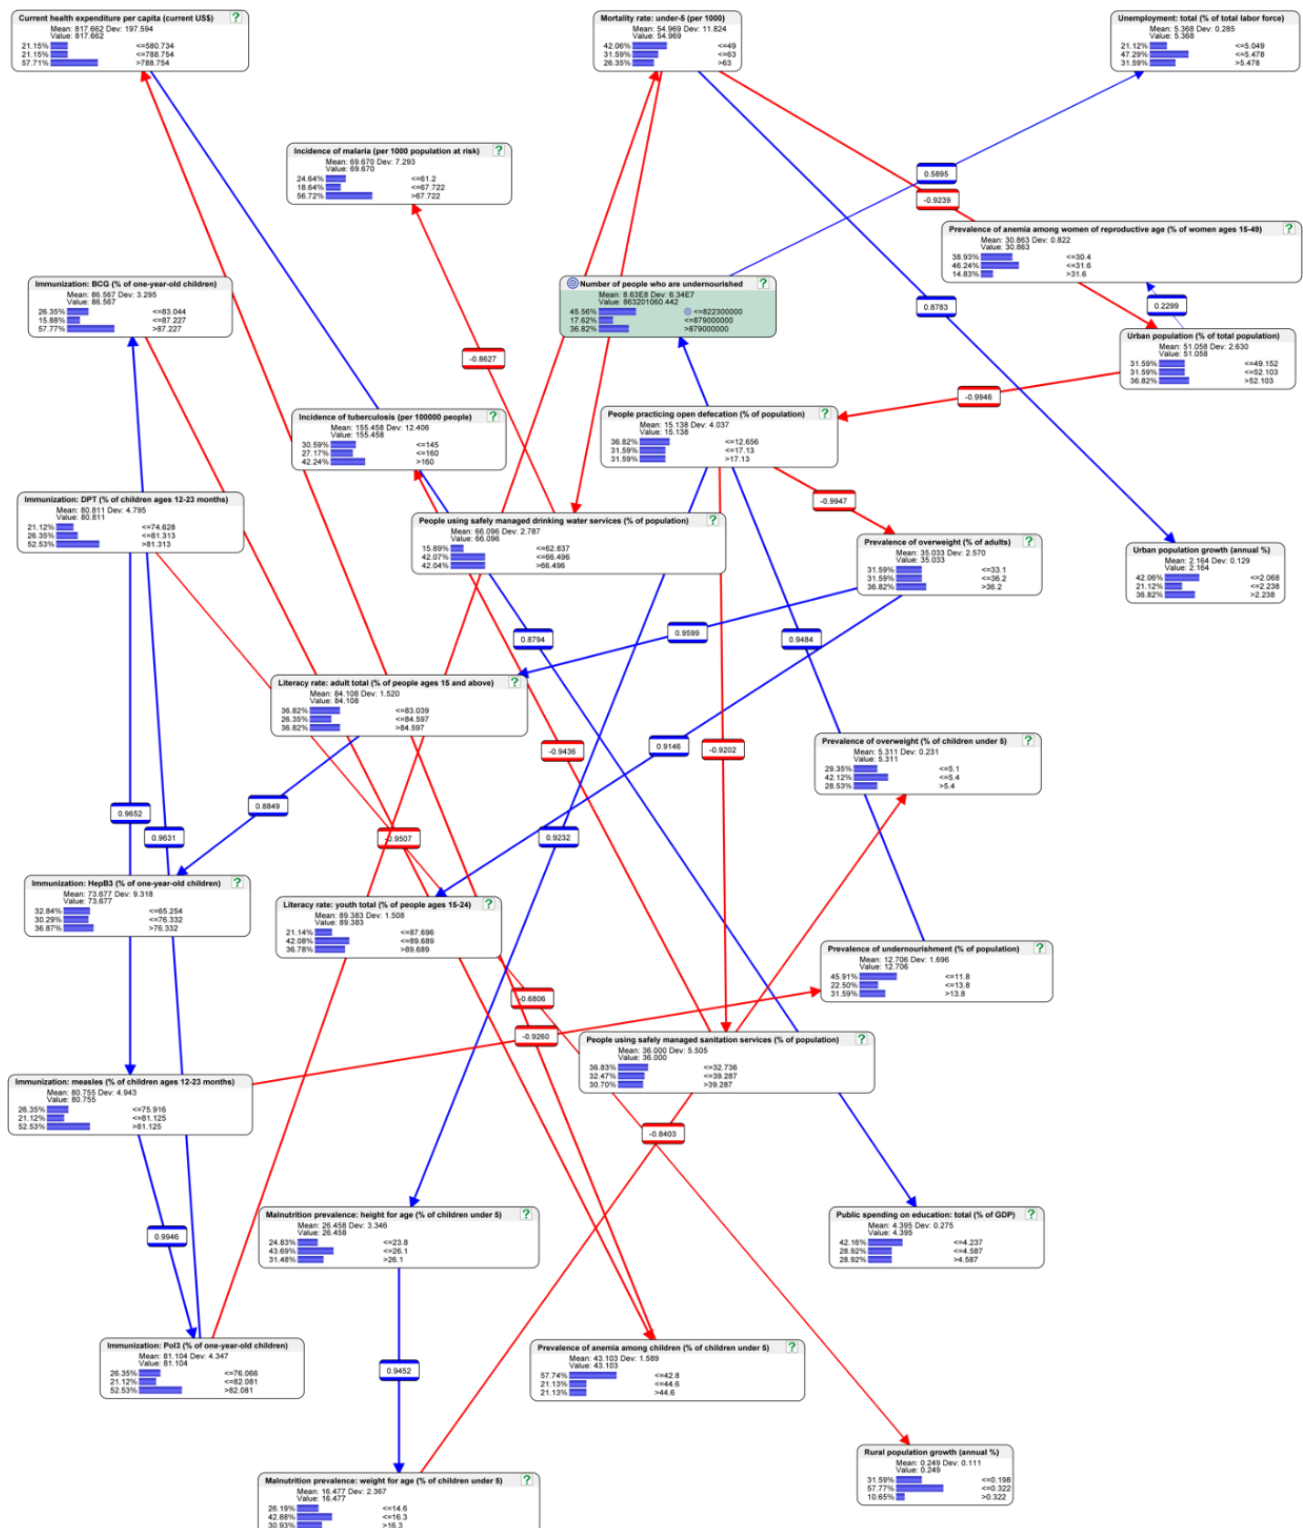 Current health expenditure per capita (current US$) ?
Mean: 817.662 Dev: 197.594
Value: 817.662
21.15% <=580.734
21.15% <=788.754
57.71% >788.754
Mortality rate: under-5 (per 1000) ?
Mean: 54.969 Dev: 11.824
Value: 54.969
42.06% <=49
31.59% <=63
26.35% >63
Unemployment: total (% of total labor force) ?
Mean: 5.368 Dev: 0.285
Value: 5.368
21.12% <=5.049
47.29% <=5.478
31.59% >5.478
Incidence of malaria (per 1000 population at risk) ?
Mean: 69.670 Dev: 7.293
Value: 69.670
24.64% <=61.2
18.64% <=67.722
56.72% >67.722
0.5895
-0.9239
Prevalence of anemia among women of reproductive age (% of women ages 15-49) ?
Mean: 30.863 Dev: 0.822
Value: 30.863
38.93% <=30.4
46.24% <=31.6
14.83% >31.6
Immunization: BCG (% of one-year-old children) ?
Mean: 86.567 Dev: 3.295
Value: 86.567
26.35% <=83.044
15.88% <=87.227
57.77% >87.227
Number of people who are undernourished ?
Mean: 8.63E8 Dev: 6.34E7
Value: 863201060.442
45.56% <=822300000
17.62% <=879000000
36.82% >879000000
0.8783
0.2299
Urban population (% of total population) ?
Mean: 51.058 Dev: 2.630
Value: 51.058
31.59% <=49.152
31.59% <=52.103
36.82% >52.103
-0.8627
-0.9946
Incidence of tuberculosis (per 100000 people) ?
Mean: 155.458 Dev: 12.406
Value: 155.458
30.59% <=145
27.17% <=160
42.24% >160
People practicing open defecation (% of population) ?
Mean: 15.138 Dev: 4.037
Value: 15.138
36.82% <=12.656
31.59% <=17.13
31.59% >17.13
Immunization: DPT (% of children ages 12-23 months) ?
Mean: 80.811 Dev: 4.795
Value: 80.811
21.12% <=74.628
26.35% <=81.313
52.53% >81.313
-0.9947
People using safely managed drinking water services (% of population) ?
Mean: 66.096 Dev: 2.787
Value: 66.096
15.89% <=62.837
42.07% <=66.496
42.04% >66.496
Prevalence of overweight (% of adults) ?
Mean: 35.033 Dev: 2.570
Value: 35.033
31.59% <=33.1
31.59% <=36.2
36.82% >36.2
Urban population growth (annual %) ?
Mean: 2.164 Dev: 0.129
Value: 2.164
42.06% <=2.068
21.12% <=2.238
36.82% >2.238
0.8794
0.9599
0.9484
Literacy rate: adult total (% of people ages 15 and above) ?
Mean: 84.108 Dev: 1.520
Value: 84.108
36.82% <=83.039
26.35% <=84.597
36.82% >84.597
-0.9436
0.9146
-0.9202
Prevalence of overweight (% of children under 5) ?
Mean: 5.311 Dev: 0.231
Value: 5.311
29.35% <=5.1
42.12% <=5.4
28.53% >5.4
0.9652
0.9631
0.8849
-0.9507
0.9232
Immunization: HepB3 (% of one-year-old children) ?
Mean: 73.677 Dev: 9.318
Value: 73.677
32.84% <=65.254
30.29% <=76.332
36.87% >76.332
Literacy rate: youth total (% of people ages 15-24) ?
Mean: 89.383 Dev: 1.508
Value: 89.383
21.14% <=87.696
42.08% <=89.689
36.78% >89.689
Prevalence of undernourishment (% of population) ?
Mean: 12.706 Dev: 1.696
Value: 12.706
45.91% <=11.8
22.50% <=13.8
31.59% >13.8
-0.6806
-0.9260
People using safely managed sanitation services (% of population) ?
Mean: 36.000 Dev: 5.505
Value: 36.000
36.83% <=32.736
32.47% <=39.287
30.70% >39.287
Immunization: measles (% of children ages 12-23 months) ?
Mean: 80.755 Dev: 4.943
Value: 80.755
26.35% <=75.916
21.12% <=81.125
52.53% >81.125
-0.8403
0.9946
Malnutrition prevalence: height for age (% of children under 5) ?
Mean: 26.458 Dev: 3.346
Value: 26.458
24.83% <=23.8
43.69% <=26.1
31.48% >26.1
Public spending on education: total (% of GDP) ?
Mean: 4.395 Dev: 0.275
Value: 4.395
42.16% <=4.237
28.92% <=4.587
28.92% >4.587
Immunization: Pol3 (% of one-year-old children) ?
Mean: 81.104 Dev: 4.347
Value: 81.104
26.35% <=76.066
21.12% <=82.081
52.53% >82.081
0.9452
Prevalence of anemia among children (% of children under 5) ?
Mean: 43.103 Dev: 1.589
Value: 43.103
57.74% <=42.8
21.13% <=44.6
21.13% >44.6
Rural population growth (annual %) ?
Mean: 0.249 Dev: 0.111
Value: 0.249
31.59% <=0.198
57.77% <=0.322
10.65% >0.322
Malnutrition prevalence: weight for age (% of children under 5) ?
Mean: 16.477 Dev: 2.367
Value: 16.477
26.19% <=14.6
42.88% <=16.3
30.93% >16.3